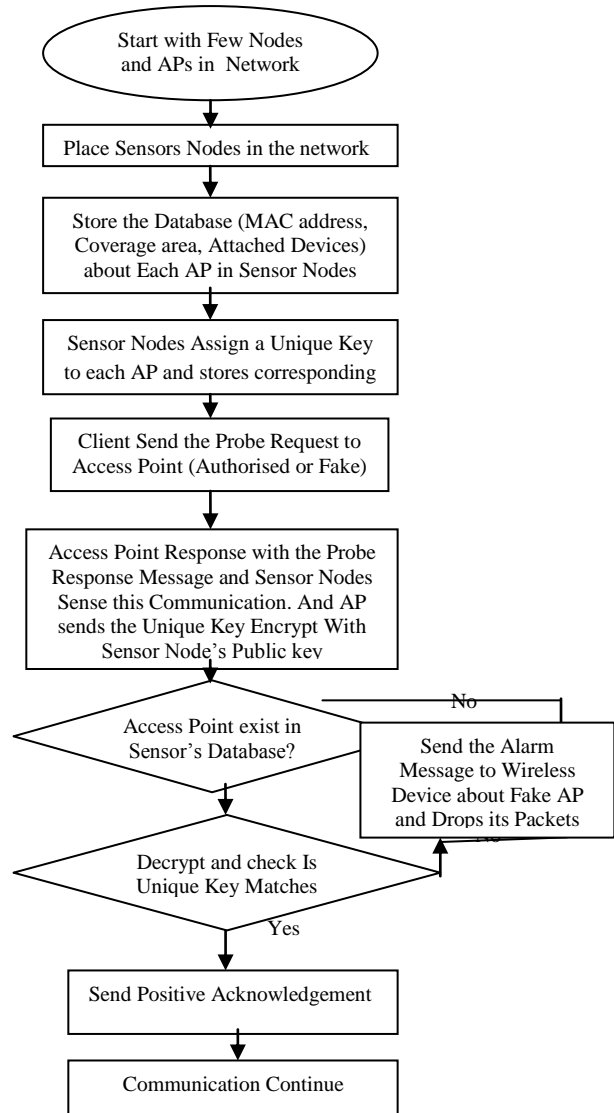 Start with Few Nodes
and APs in Network
Place Sensors Nodes in the network
Store the Database (MAC address,
Coverage area, Attached Devices)
about Each AP in Sensor Nodes
Sensor Nodes Assign a Unique Key
to each AP and stores corresponding
Client Send the Probe Request to
Access Point (Authorised or Fake)
Access Point Response with the Probe
Response Message and Sensor Nodes
Sense this Communication. And AP
sends the Unique Key Encrypt With
Sensor Node's Public key
No
Access Point exist in
Sensor's Database?
Send the Alarm
Message to Wireless
Device about Fake AP
and Drops its Packets
No
Decrypt and check Is
Unique Key Matches
Yes
Send Positive Acknowledgement
Communication Continue